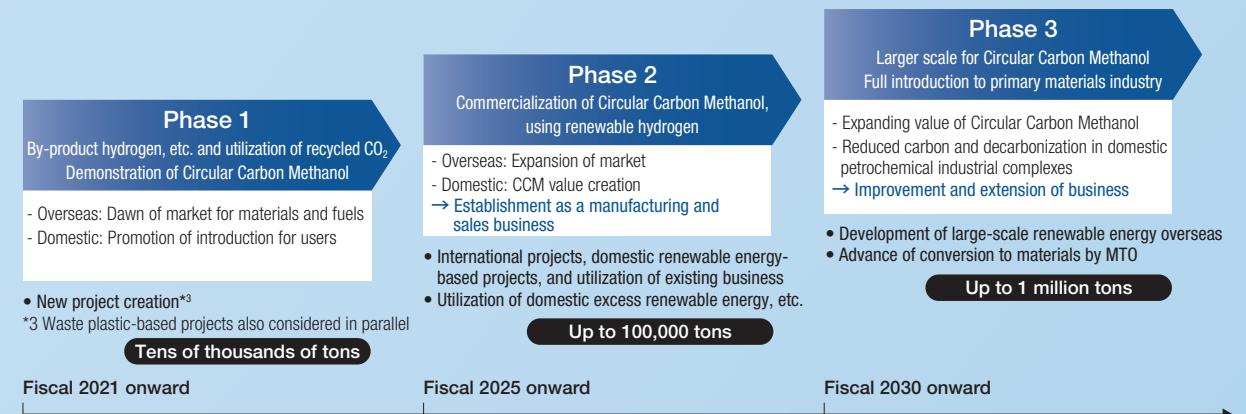 Phase 1
By-product hydrogen, etc. and utilization of recycled CO₂
Demonstration of Circular Carbon Methanol
- Overseas: Dawn of market for materials and fuels
- Domestic: Promotion of introduction for users
• New project creation*3
*3 Waste plastic-based projects also considered in parallel
Tens of thousands of tons
Fiscal 2021 onward
Phase 2
Commercialization of Circular Carbon Methanol,
using renewable hydrogen
- Overseas: Expansion of market
- Domestic: CCM value creation
→ Establishment as a manufacturing and
sales business
• International projects, domestic renewable energy-
based projects, and utilization of existing business
• Utilization of domestic excess renewable energy, etc.
Up to 100,000 tons
Fiscal 2025 onward
Phase 3
Larger scale for Circular Carbon Methanol
Full introduction to primary materials industry
- Expanding value of Circular Carbon Methanol
- Reduced carbon and decarbonization in domestic
petrochemical industrial complexes
→ Improvement and extension of business
• Development of large-scale renewable energy overseas
• Advance of conversion to materials by MTO
Up to 1 million tons
Fiscal 2030 onward